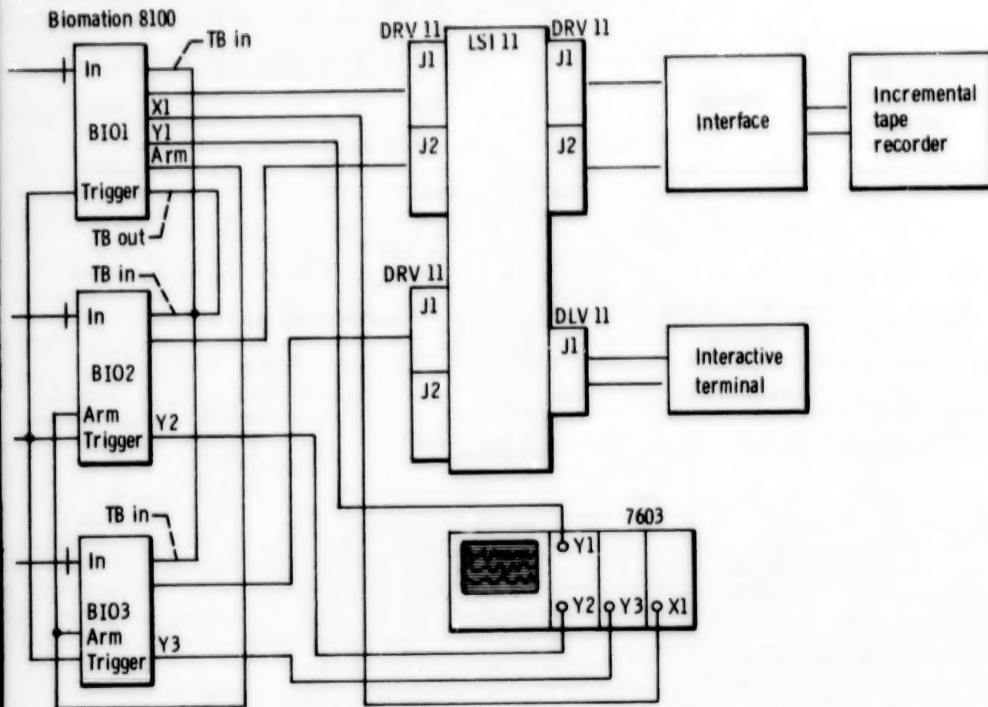 Biomation 8100
TB in
In
BIO1
X1
Y1
Arm
Trigger
TB out
TB in
In
BIO2
Arm
Trigger
Y2
TB in
In
BIO3
Arm
Trigger
Y3
DRV 11
LSI 11
DRV 11
J1
J2
J1
J2
DRV 11
J1
J2
DLV 11
J1
Interface
Incremental
tape
recorder
Interactive
terminal
7603
Y1
Y2
Y3
X1